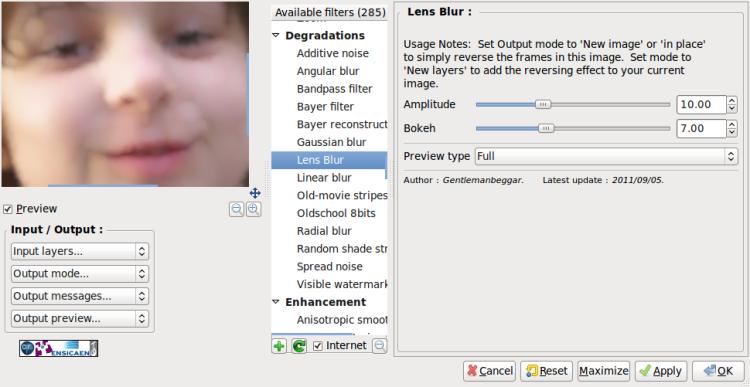 Available filters (285)
Degradations
Additive noise
Angular blur
Bandpass filter
Bayer filter
Bayer reconstruct
Gaussian blur
Lens Blur
Linear blur
Old-movie stripes
Oldschool 8bits
Radial blur
Random shade str
Spread noise
Visible watermark
Enhancement
Anisotropic smoot
Internet
Preview
Input / Output :
Input layers...
Output mode...
Output messages...
Output preview...
ENSICAEN
Lens Blur :
Usage Notes: Set Output mode to 'New image' or 'in place'
to simply reverse the frames in this image. Set mode to
'New layers' to add the reversing effect to your current
image.
Amplitude 10.00
Bokeh 7.00
Preview type Full
Author : Gentlemanbeggar. Latest update : 2011/09/05.
Cancel Reset Maximize Apply OK